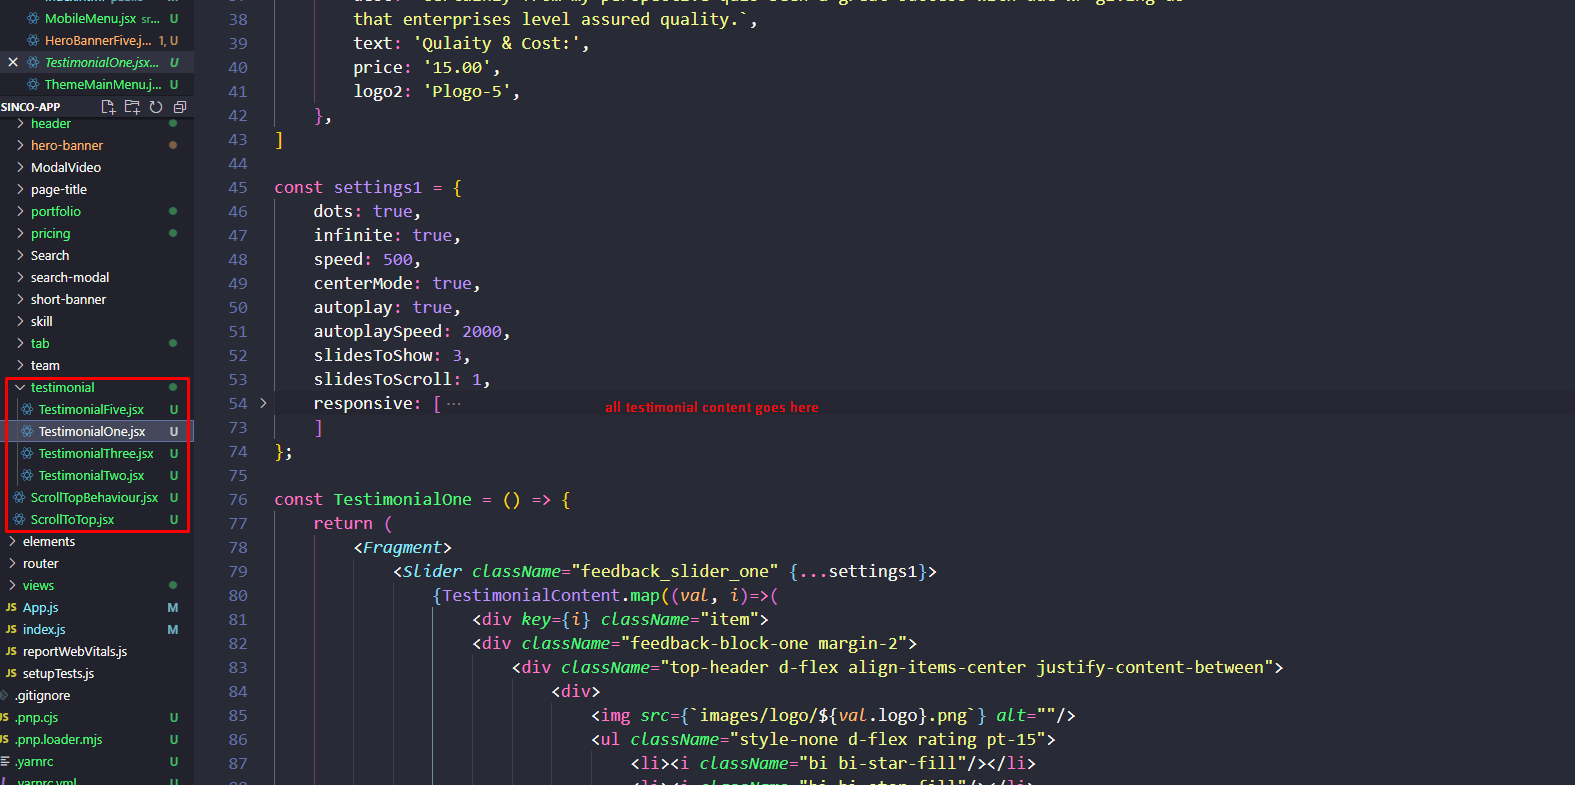 MobileMenu.jsx sr... U
HeroBannerFive.j... 1, U
TestimonialOne.jsx... U
ThemeMainMenu.j... U
SINCO-APP
header
hero-banner
ModalVideo
page-title
portfolio
pricing
Search
search-modal
short-banner
skill
tab
team
testimonial
TestimonialFive.jsx U
TestimonialOne.jsx U
TestimonialThree.jsx U
TestimonialTwo.jsx U
ScrollTopBehaviour.jsx U
ScrollToTop.jsx U
elements
router
views
JS App.js M
JS index.js M
JS reportWebVitals.js
JS setupTests.js
.gitignore
JS .pnp.cjs U
JS .pnp.loader.mjs U
.yarnrc U
.yarnrc.yml U
38 that enterprises level assured quality.`,
39 text: 'Qulaity & Cost:',
40 price: '15.00',
41 logo2: 'Plogo-5',
42 },
43 ]
44
45 const settings1 = {
46 dots: true,
47 infinite: true,
48 speed: 500,
49 centerMode: true,
50 autoplay: true,
51 autoplaySpeed: 2000,
52 slidesToShow: 3,
53 slidesToScroll: 1,
54 responsive: [ ··· all testimonial content goes here
73 ]
74 };
75
76 const TestimonialOne = () => {
77 return (
78 <Fragment>
79 <Slider className="feedback_slider_one" {...settings1}>
80 {TestimonialContent.map((val, i)=>(
81 <div key={i} className="item">
82 <div className="feedback-block-one margin-2">
83 <div className="top-header d-flex align-items-center justify-content-between">
84 <div>
85 <img src={`images/logo/${val.logo}.png`} alt=""/>
86 <ul className="style-none d-flex rating pt-15">
87 <li><i className="bi bi-star-fill"/></li>
88 <li><i className="bi bi-star-fill"/></li>